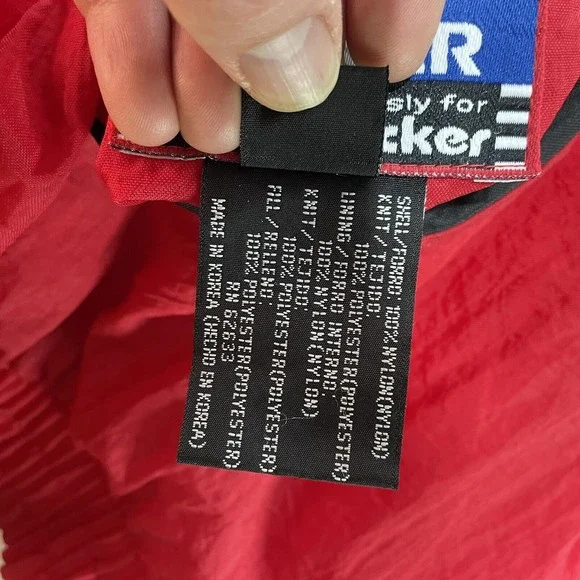 ER
sly for
cker
SHELL/FORRO: 100% NYLON(NYLON)
KNIT/TEJIDO:
100% POLYESTER(POLYESTER)
LINING/FORRO INTERNO:
100% NYLON(NYLON)
KNIT/TEJIDO:
100% POLYESTER(POLYESTER)
FILL/RELLENO:
100% POLYESTER(POLYESTER)
RN 62633
MADE IN KOREA(HECHO EN KOREA)